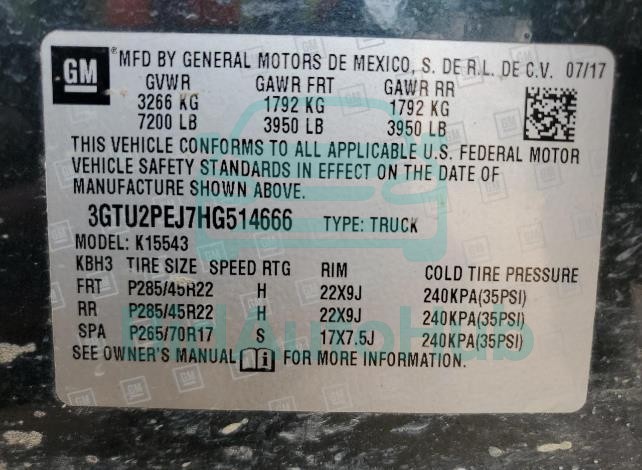 GM ® MFD BY GENERAL MOTORS DE MEXICO, S. DE R.L. DE C.V. 07/17
GVWR GAWR FRT GAWR RR
3266 KG 1792 KG 1792 KG
7200 LB 3950 LB 3950 LB
THIS VEHICLE CONFORMS TO ALL APPLICABLE U.S. FEDERAL MOTOR
VEHICLE SAFETY STANDARDS IN EFFECT ON THE DATE OF
MANUFACTURE SHOWN ABOVE.
3GTU2PEJ7HG514666 TYPE: TRUCK
MODEL: K15543
KBH3 TIRE SIZE SPEED RTG RIM COLD TIRE PRESSURE
FRT P285/45R22 H 22X9J 240KPA(35PSI)
RR P285/45R22 H 22X9J 240KPA(35PSI)
SPA P265/70R17 S 17X7.5J 240KPA(35PSI)
BidAutoHub
SEE OWNER'S MANUAL FOR MORE INFORMATION.